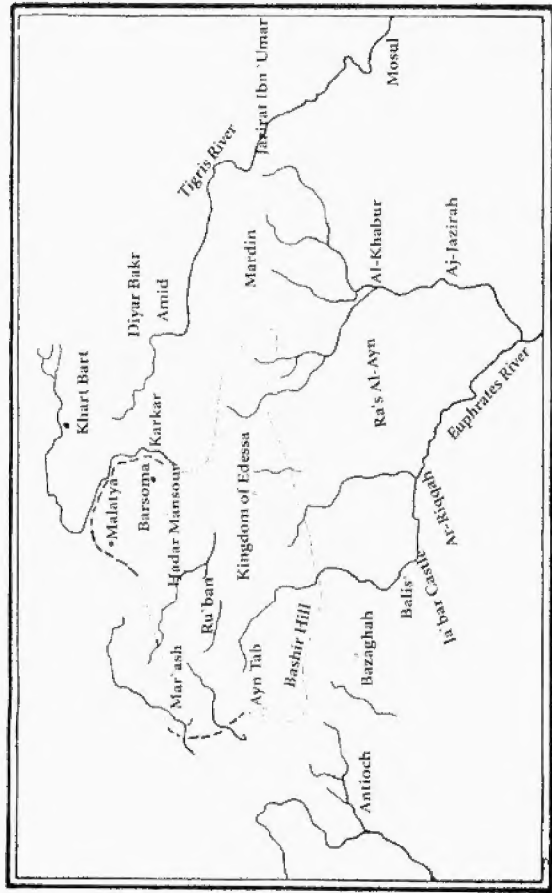 Khart Bart
Malatya
Barsoma
Karkar
Diyar Bakr
Amid
Tigris River
Jazirat Ibn `Umar
Mosul
Mar`ash
Hadar Mansour
Ru`ban
Kingdom of Edessa
Mardin
Ayn Tab
Bashir Hill
Ra's Al-Ayn
Al-Khabur
Aj-Jazirah
Antioch
Bazaghah
Balis
Ja`bar Castle
Ar-Riqqah
Euphrates River